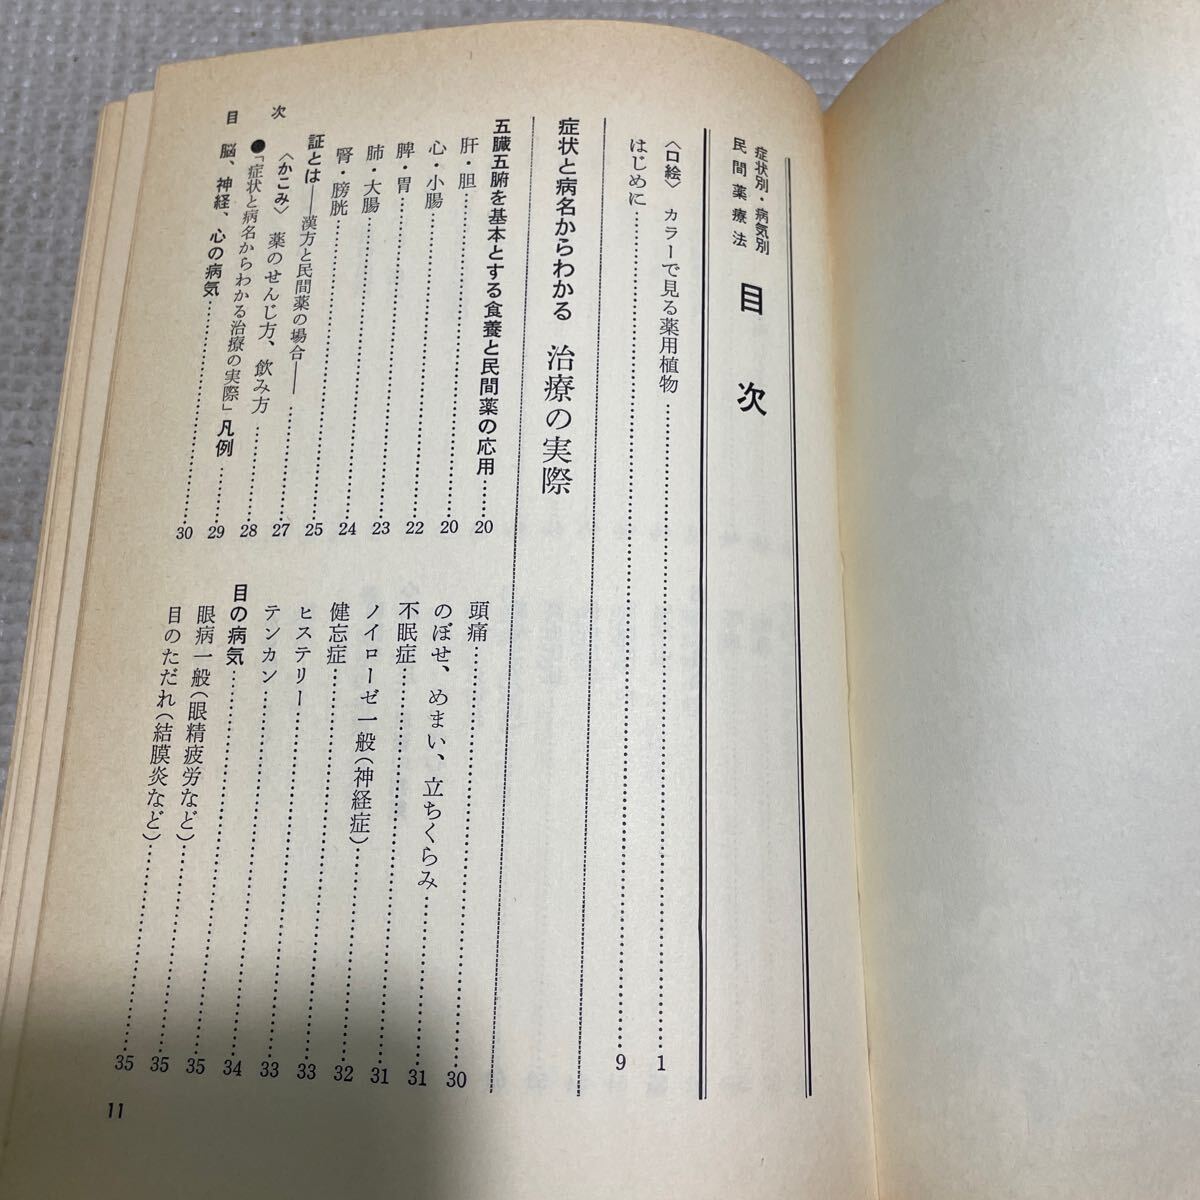 症状別・病気別
民間薬療法
目次
〈口絵〉 カラーで見る薬用植物……1
はじめに……9
症状と病名からわかる 治療の実際
五臓五腑を基本とする食養と民間薬の応用……20
肝・胆……20
心・小腸……22
脾・胃……23
肺・大腸……24
腎・膀胱……25
証とは——漢方と民間薬の場合——……27
〈かこみ〉 薬のせんじ方、飲み方……28
●「症状と病名からわかる治療の実際」凡例……29
脳、神経、心の病気……30
頭痛……30
のぼせ、めまい、立ちくらみ……31
不眠症……31
ノイローゼ一般(神経症)……32
健忘症……33
ヒステリー……33
テンカン……34
目の病気……35
眼病一般(眼精疲労など)……35
目のただれ(結膜炎など)……35
目次
11